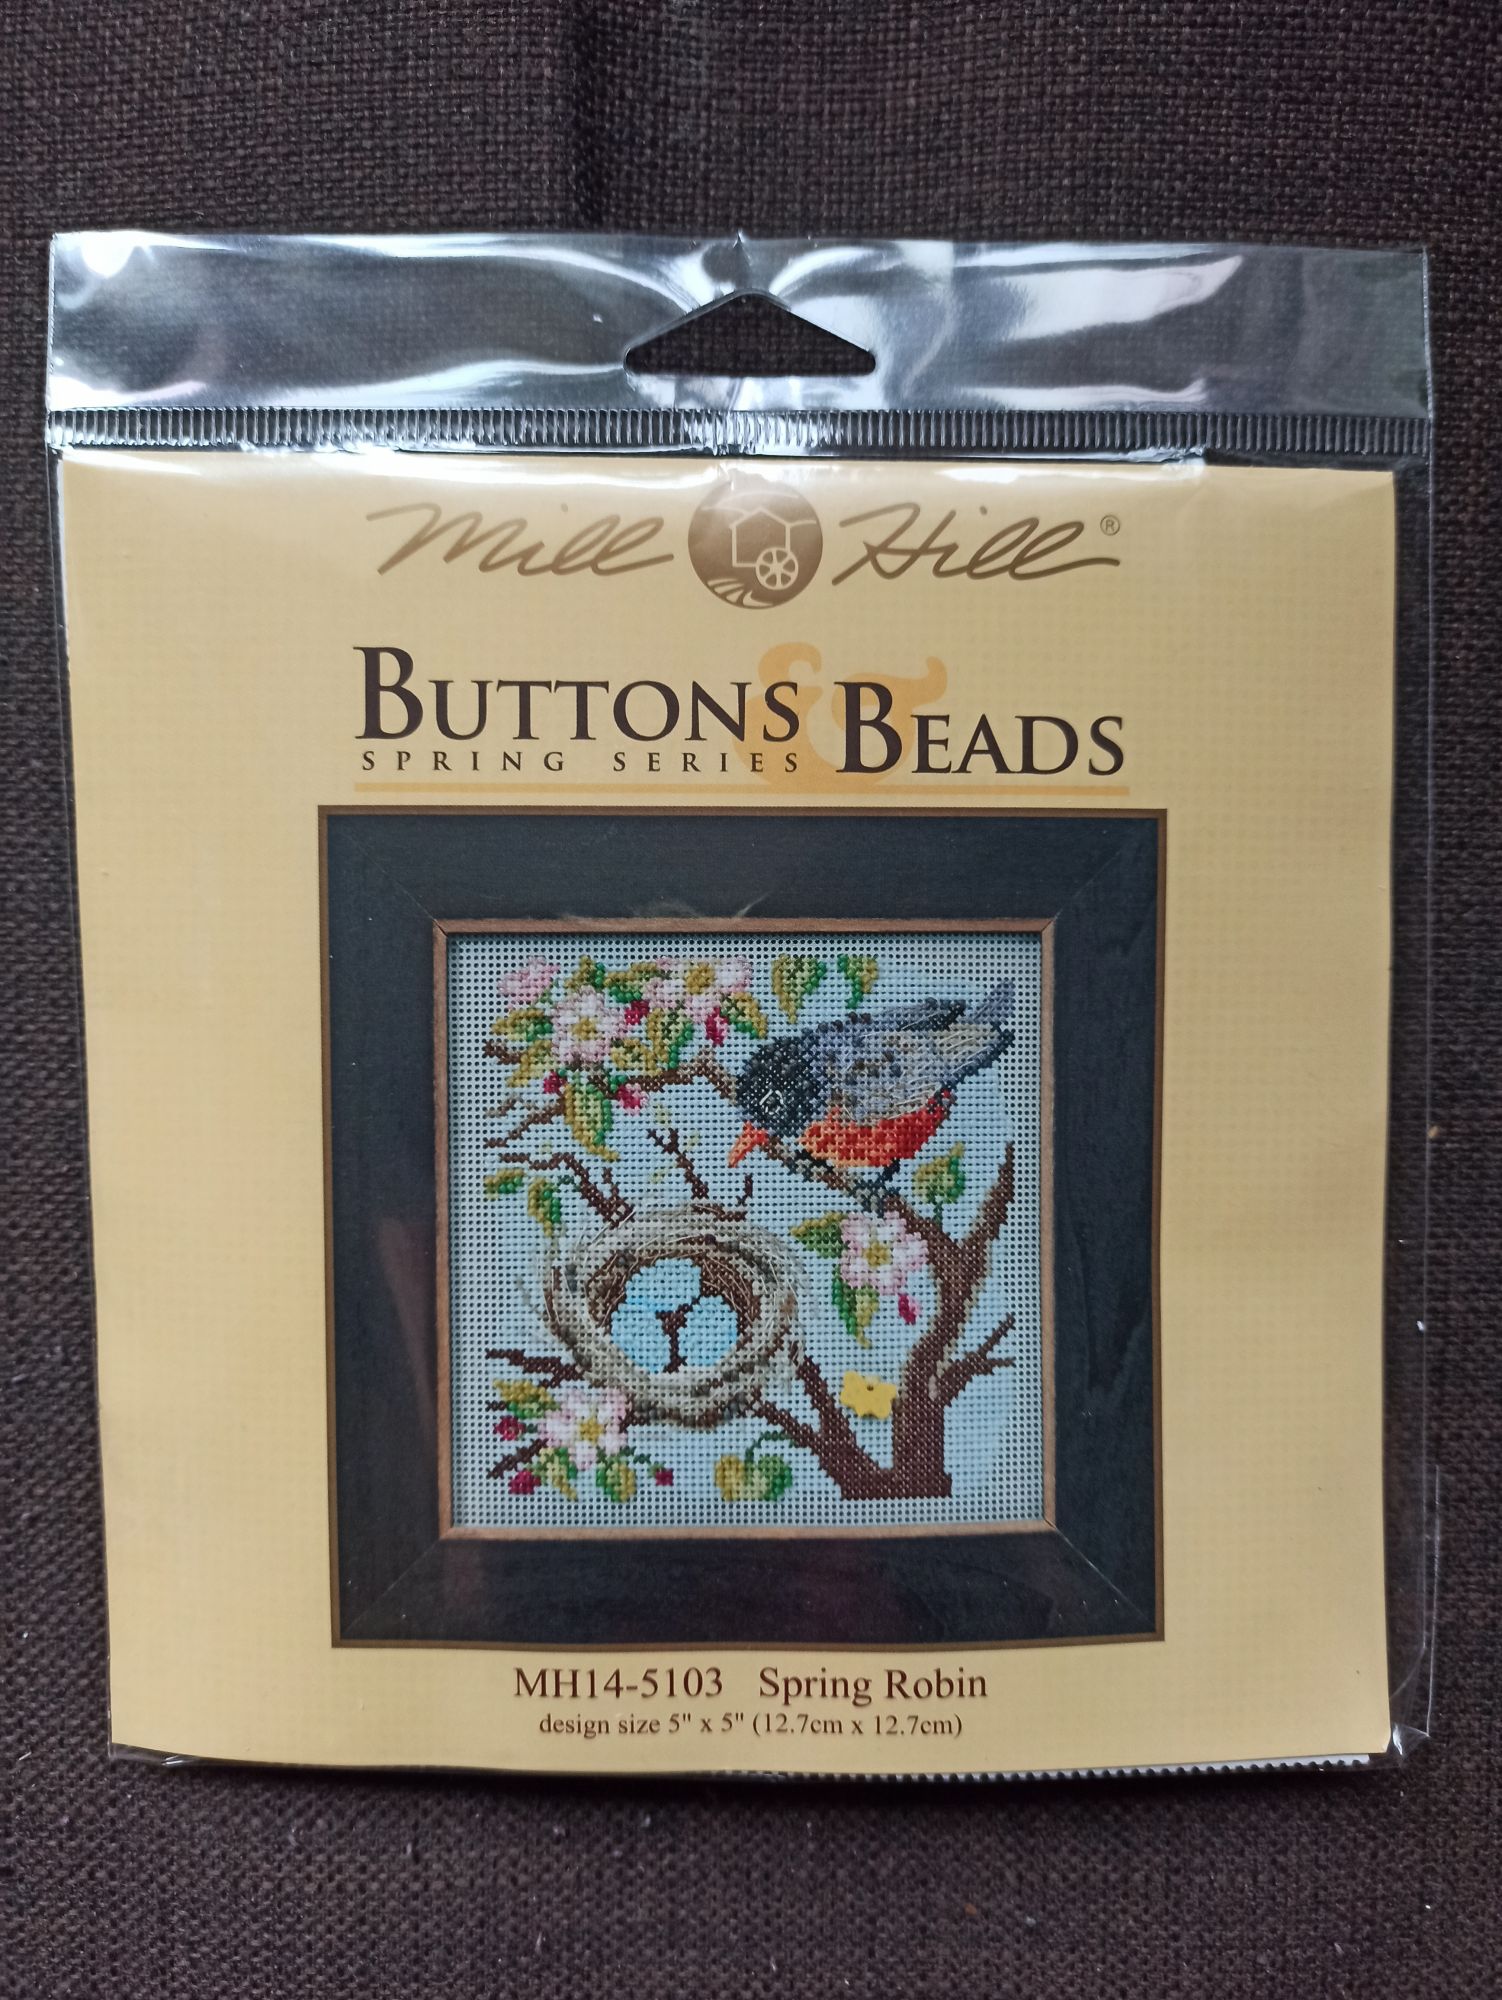 Mill Hill®
BUTTONS & BEADS
SPRING SERIES
MH14-5103 Spring Robin
design size 5" x 5" (12.7cm x 12.7cm)